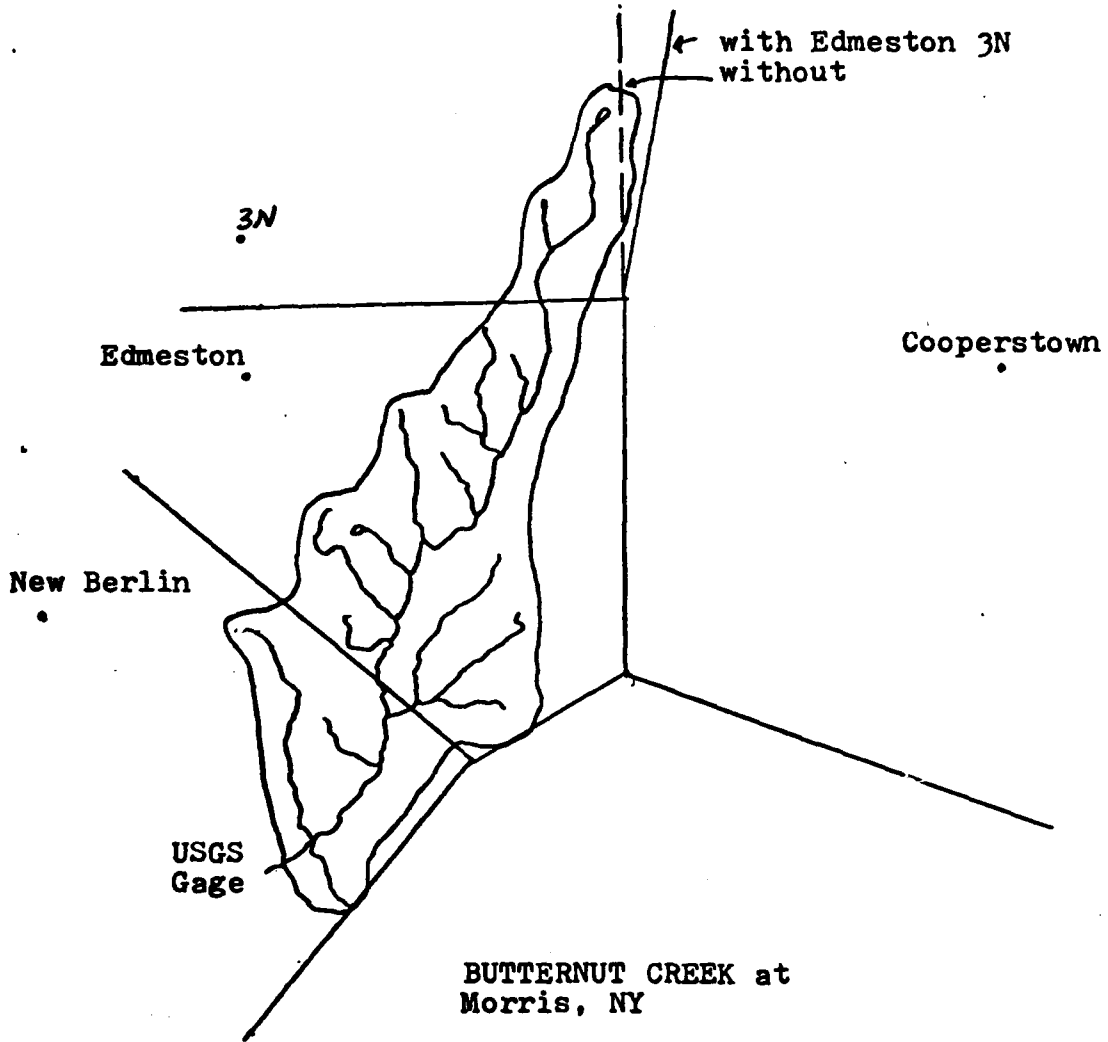 with Edmeston 3N
without
3N
Edmeston
Cooperstown
New Berlin
USGS
Gage
BUTTERNUT CREEK at
Morris, NY